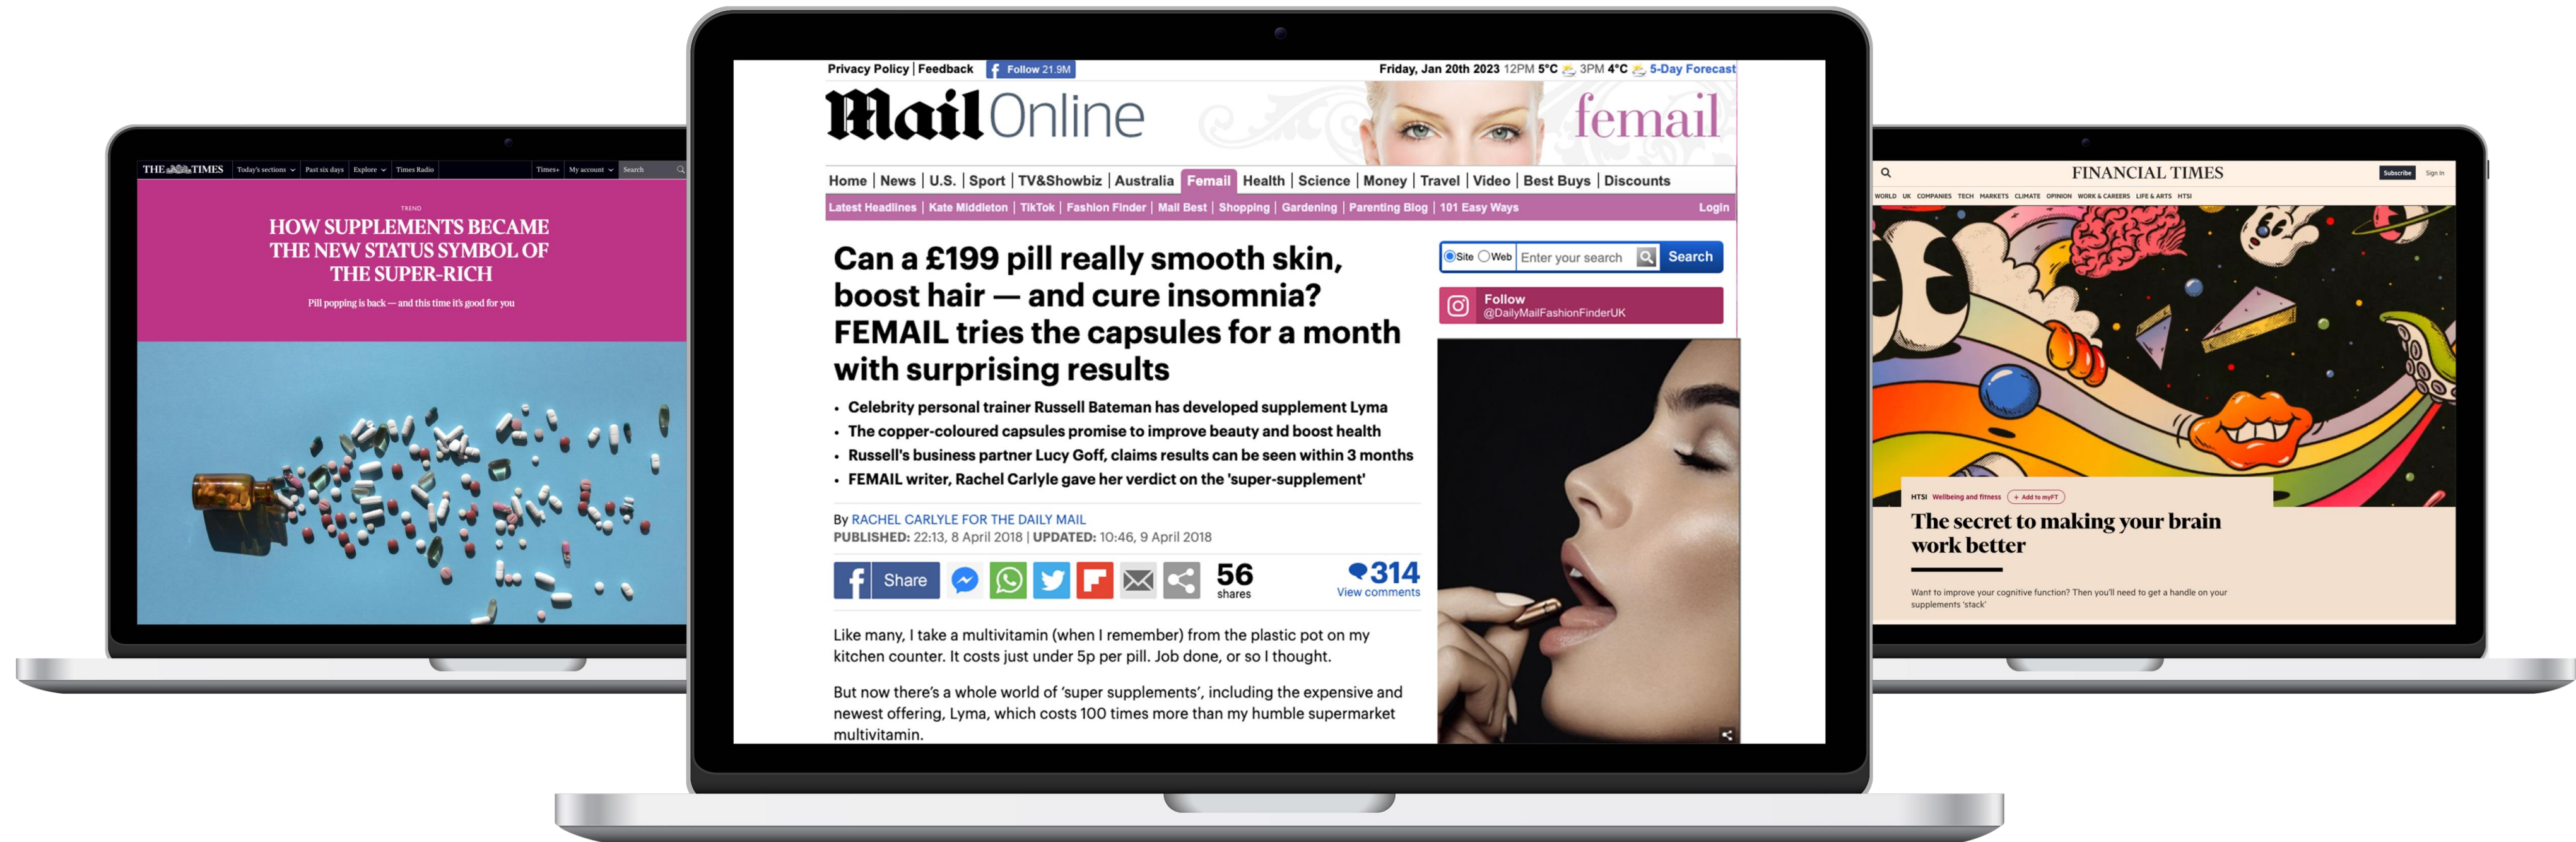 THE TIMES
Today's sections
Past six days
Explore
Times Radio
Times+
My account
Search
TREND
HOW SUPPLEMENTS BECAME
THE NEW STATUS SYMBOL OF
THE SUPER-RICH
Pill popping is back — and this time it's good for you
Privacy Policy | Feedback
Follow 21.9M
Friday, Jan 20th 2023 12PM 5°C 3PM 4°C 5-Day Forecast
Mail Online
femail
Home | News | U.S. | Sport | TV&Showbiz | Australia | Femail | Health | Science | Money | Travel | Video | Best Buys | Discounts
Latest Headlines | Kate Middleton | TikTok | Fashion Finder | Mail Best | Shopping | Gardening | Parenting Blog | 101 Easy Ways
Login
Can a £199 pill really smooth skin,
boost hair — and cure insomnia?
FEMAIL tries the capsules for a month
with surprising results
• Celebrity personal trainer Russell Bateman has developed supplement Lyma
• The copper-coloured capsules promise to improve beauty and boost health
• Russell's business partner Lucy Goff, claims results can be seen within 3 months
• FEMAIL writer, Rachel Carlyle gave her verdict on the 'super-supplement'
By RACHEL CARLYLE FOR THE DAILY MAIL
PUBLISHED: 22:13, 8 April 2018 | UPDATED: 10:46, 9 April 2018
Share
56
shares
314
View comments
Like many, I take a multivitamin (when I remember) from the plastic pot on my
kitchen counter. It costs just under 5p per pill. Job done, or so I thought.
But now there's a whole world of 'super supplements', including the expensive and
newest offering, Lyma, which costs 100 times more than my humble supermarket
multivitamin.
Site Web Enter your search Search
Follow
@DailyMailFashionFinderUK
FINANCIAL TIMES
Subscribe
Sign In
WORLD UK COMPANIES TECH MARKETS CLIMATE OPINION WORK & CAREERS LIFE & ARTS HTSI
HTSI Wellbeing and fitness + Add to myFT
The secret to making your brain
work better
Want to improve your cognitive function? Then you'll need to get a handle on your
supplements 'stack'